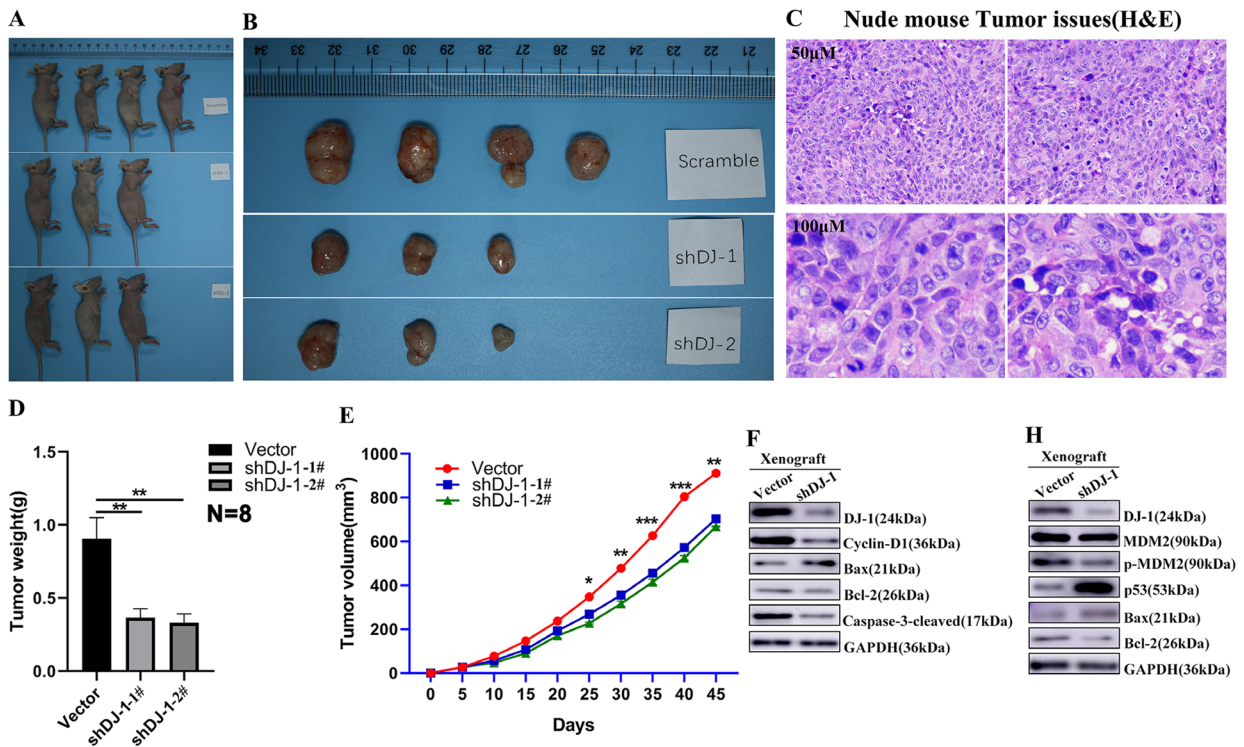 A
Scramble
shDJ-1
shDJ-2
B
34 33 32 31 30 29 28 27 26 25 24 23 22 21
Scramble
shDJ-1
shDJ-2
C Nude mouse Tumor issues(H&E)
50μM
100μM
D
Tumor weight(g)
1.5
1.0
0.5
0.0
**
**
Vector
shDJ-1-1#
shDJ-1-2#
N=8
Vector
shDJ-1-1#
shDJ-1-2#
E
Tumor volume(mm3)
1000
800
600
400
200
0
Vector
shDJ-1-1#
shDJ-1-2#
* ** *** *** **
0 5 10 15 20 25 30 35 40 45
Days
F
Xenograft
Vector shDJ-1
DJ-1(24kDa)
Cyclin-D1(36kDa)
Bax(21kDa)
Bcl-2(26kDa)
Caspase-3-cleaved(17kDa)
GAPDH(36kDa)
H
Xenograft
Vector shDJ-1
DJ-1(24kDa)
MDM2(90kDa)
p-MDM2(90kDa)
p53(53kDa)
Bax(21kDa)
Bcl-2(26kDa)
GAPDH(36kDa)